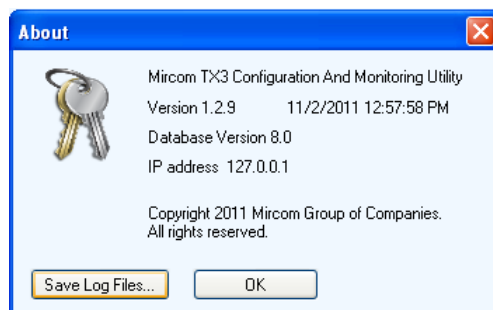 About
Mircom TX3 Configuration And Monitoring Utility
Version 1.2.9 11/2/2011 12:57:58 PM
Database Version 8.0
IP address 127.0.0.1
Copyright 2011 Mircom Group of Companies.
All rights reserved.
Save Log Files... OK